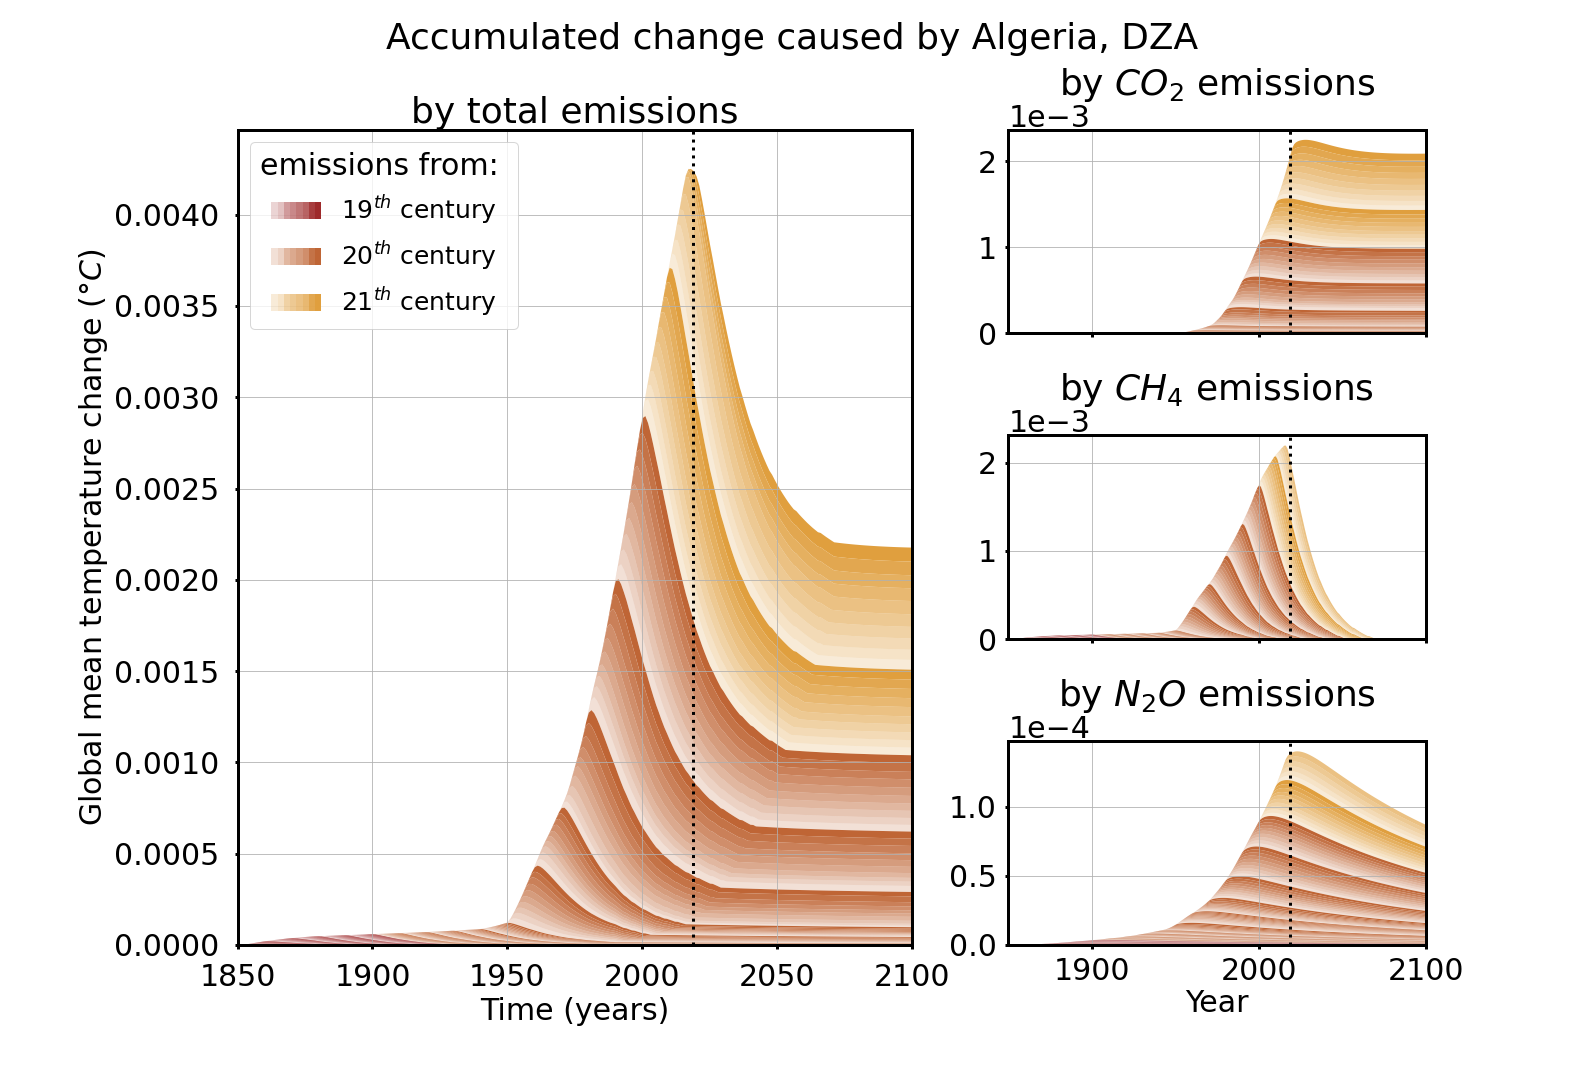 Accumulated change caused by Algeria, DZA
by total emissions
emissions from:
19th century
20th century
21th century
Global mean temperature change (°C)
0.0040
0.0035
0.0030
0.0025
0.0020
0.0015
0.0010
0.0005
0.0000
1850 1900 1950 2000 2050 2100
Time (years)
by CO2 emissions
1e−3
2
1
0
by CH4 emissions
1e−3
2
1
0
by N2O emissions
1e−4
1.0
0.5
0.0
1900 2000 2100
Year